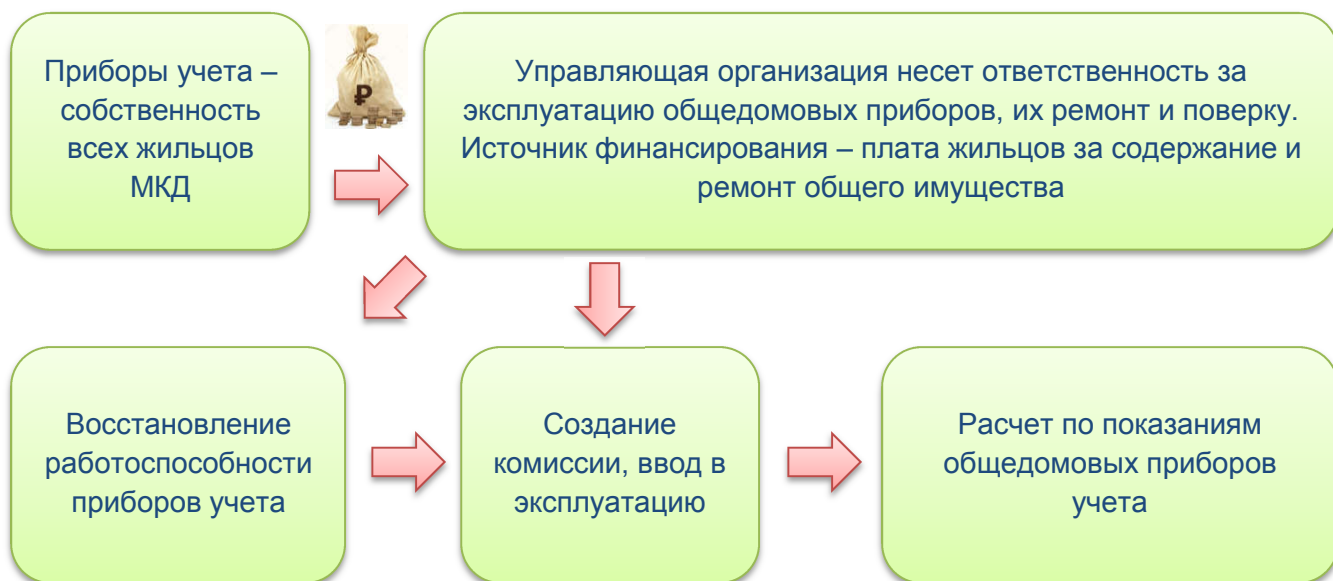 Приборы учета –
собственность
всех жильцов
МКД
₽
Управляющая организация несет ответственность за
эксплуатацию общедомовых приборов, их ремонт и поверку.
Источник финансирования – плата жильцов за содержание и
ремонт общего имущества
Восстановление
работоспособности
приборов учета
Создание
комиссии, ввод в
эксплуатацию
Расчет по показаниям
общедомовых приборов
учета